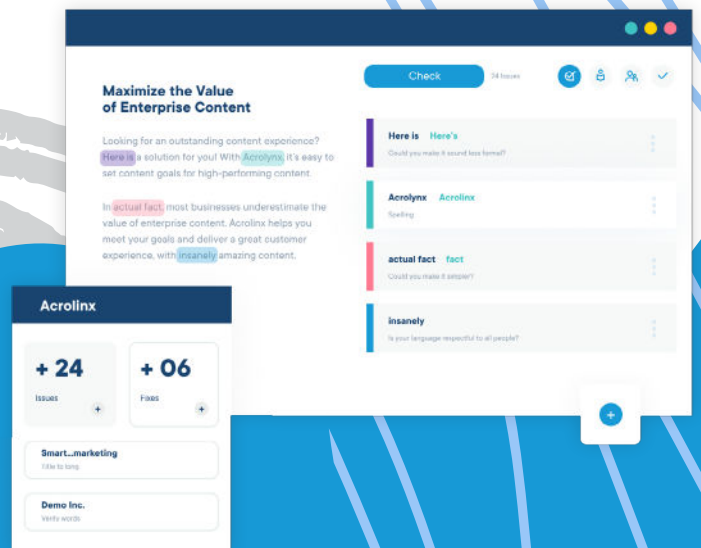 Maximize the Value
of Enterprise Content
Looking for an outstanding content experience?
Here is a solution for you! With Acrolynx, it's easy to
set content goals for high-performing content.
In actual fact, most businesses underestimate the
value of enterprise content. Acrolinx helps you
meet your goals and deliver a great customer
experience, with insanely amazing content.
Check
24 Issues
Here is Here's
Could you make it sound less formal?
Acrolynx Acrolinx
Spelling
actual fact fact
Could you make it simpler?
insanely
Is your language respectful to all people?
Acrolinx
+ 24
Issues
+
+ 06
Fixes
+
Smart...marketing
Title to long
Demo Inc.
Verify words
+